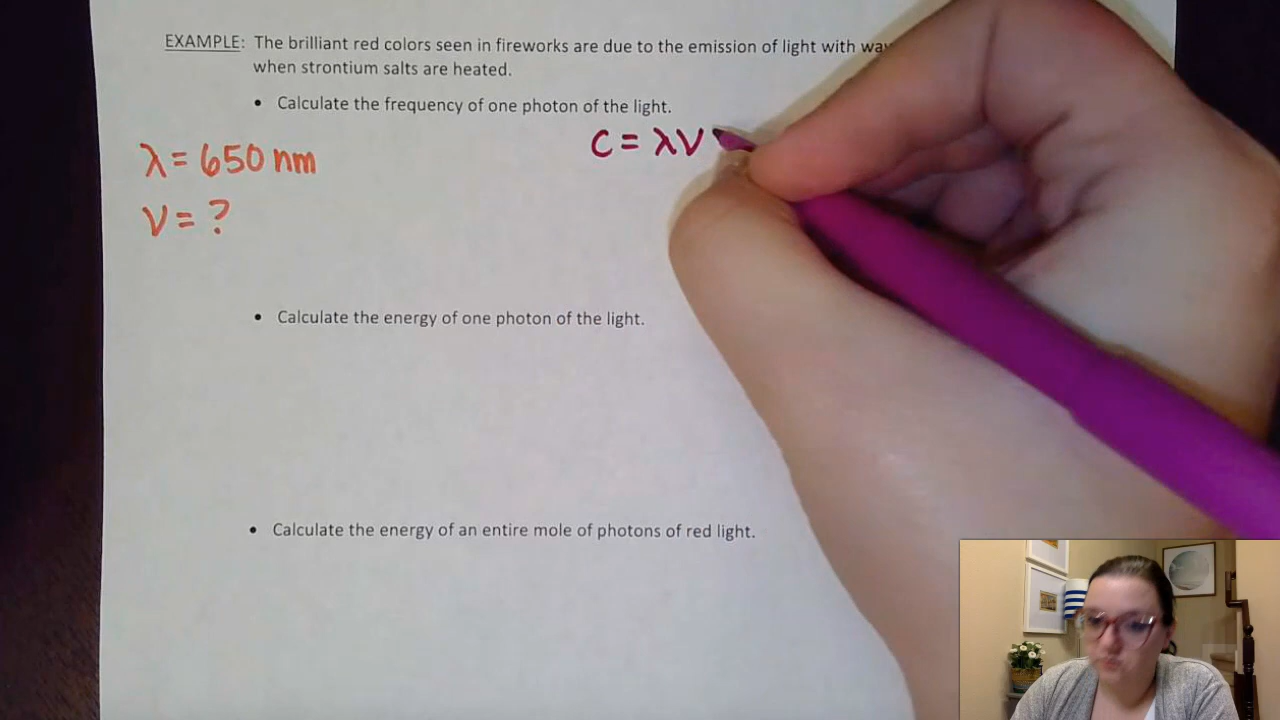 EXAMPLE: The brilliant red colors seen in fireworks are due to the emission of light with
when strontium salts are heated.
• Calculate the frequency of one photon of the light.
c = λν
λ = 650 nm
ν = ?
• Calculate the energy of one photon of the light.
• Calculate the energy of an entire mole of photons of red light.